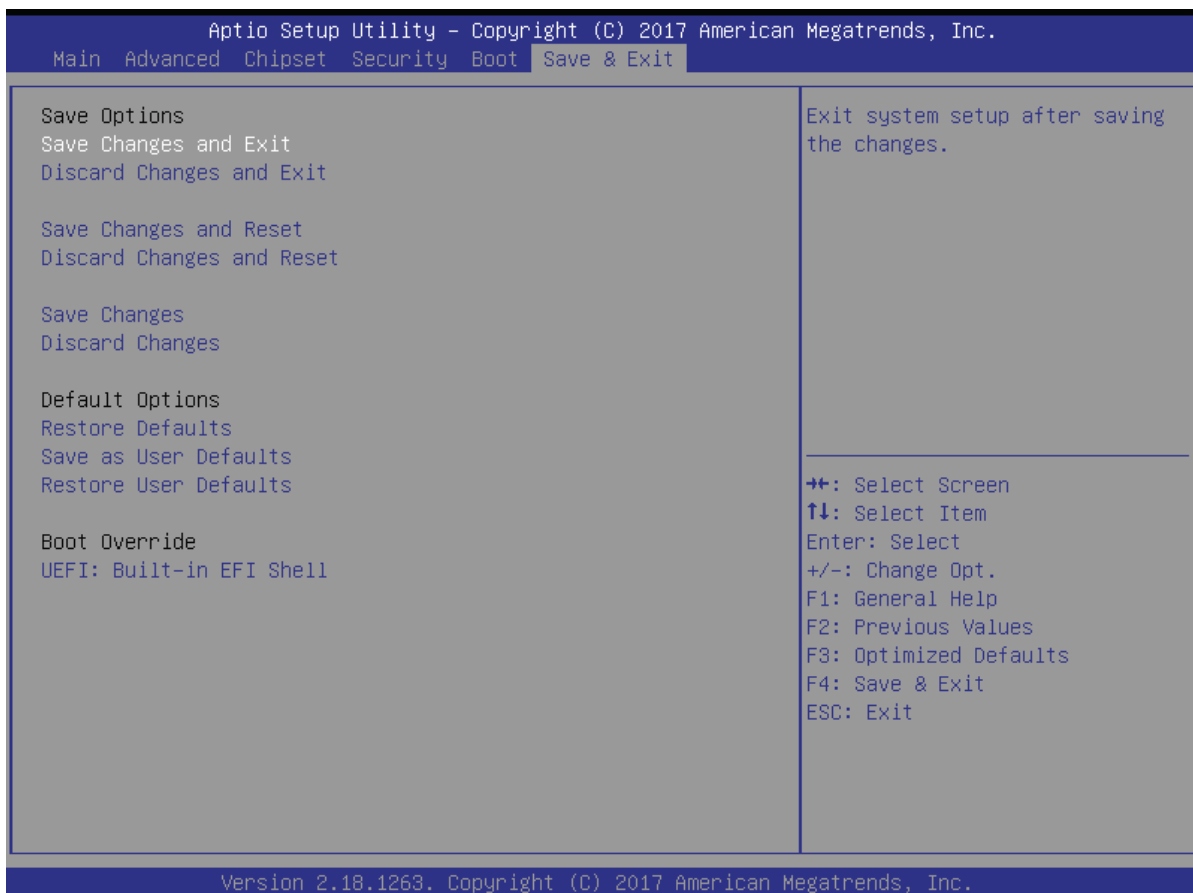 Aptio Setup Utility – Copyright (C) 2017 American Megatrends, Inc.
Main Advanced Chipset Security Boot Save & Exit
Save Options
Save Changes and Exit
Discard Changes and Exit
Save Changes and Reset
Discard Changes and Reset
Save Changes
Discard Changes
Default Options
Restore Defaults
Save as User Defaults
Restore User Defaults
Boot Override
UEFI: Built-in EFI Shell
Exit system setup after saving
the changes.
→←: Select Screen
↑↓: Select Item
Enter: Select
+/-: Change Opt.
F1: General Help
F2: Previous Values
F3: Optimized Defaults
F4: Save & Exit
ESC: Exit
Version 2.18.1263. Copyright (C) 2017 American Megatrends, Inc.